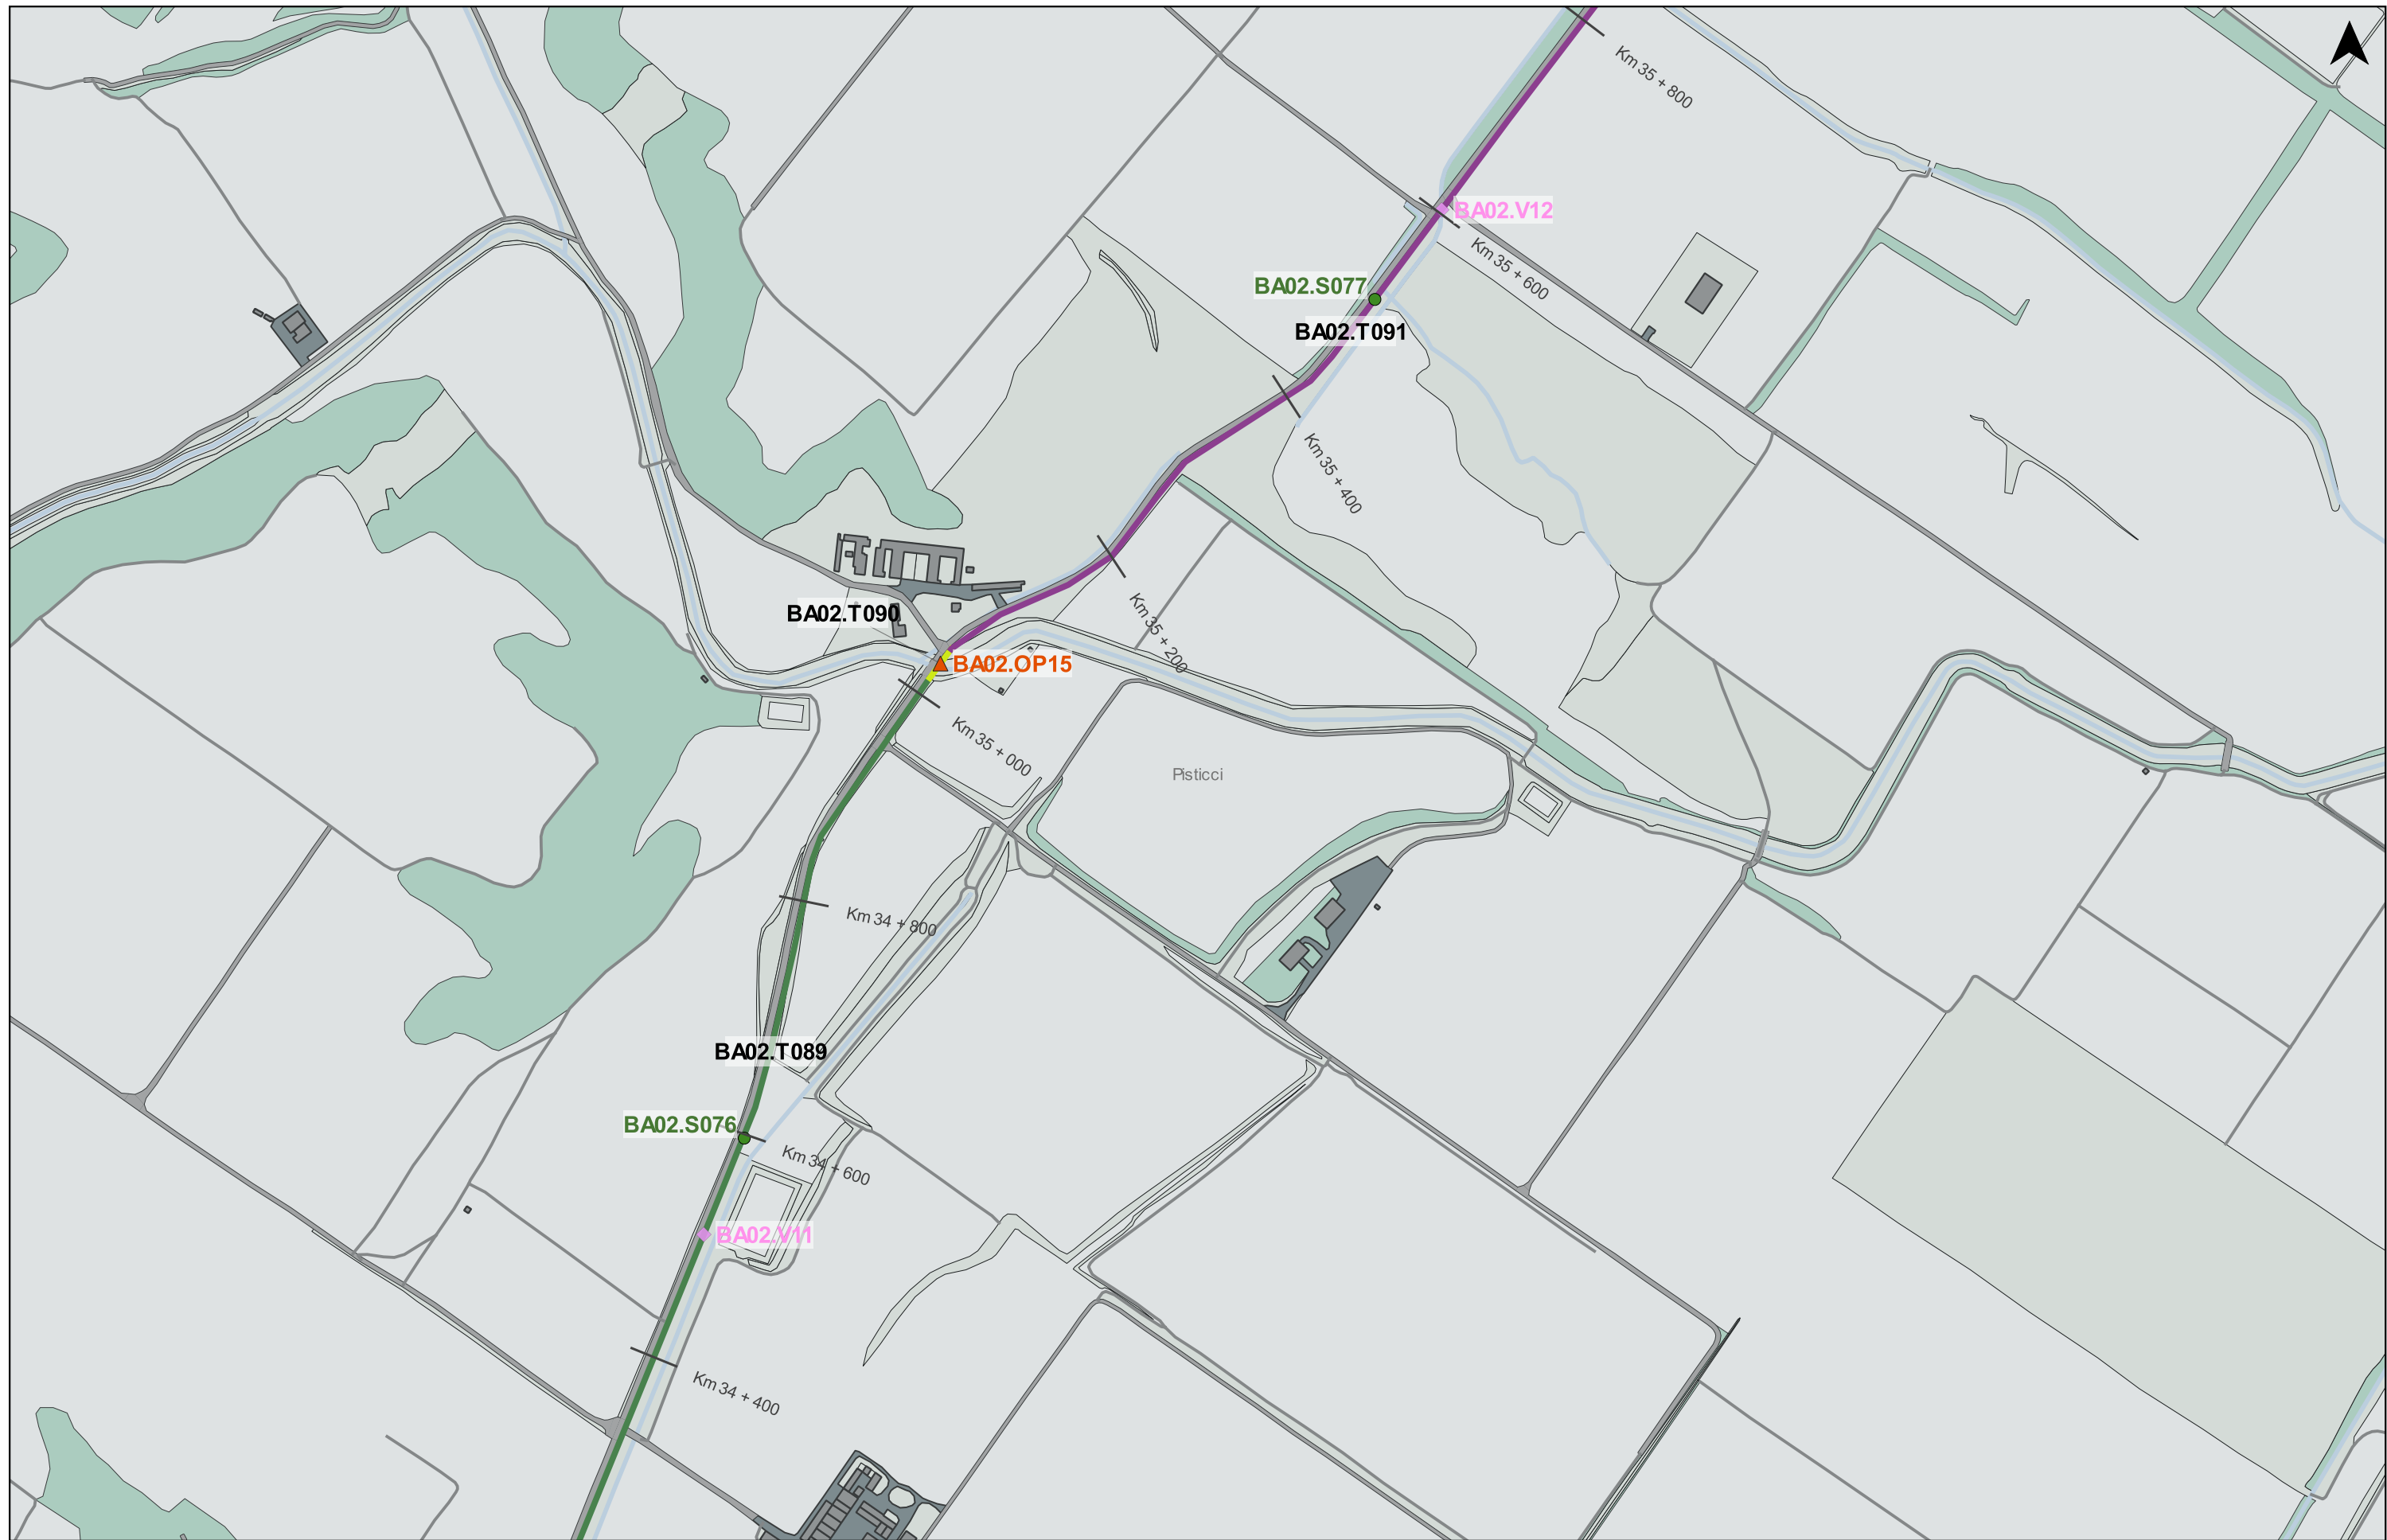 Km 35 + 800
BA02.V12
Km 35 + 600
BA02.S077
BA02.T091
Km 35 + 400
BA02.T090
Km 35 + 200
BA02.OP15
Km 35 + 000
Pisticci
Km 34 + 800
BA02.T089
BA02.S076
Km 34 + 600
BA02.V11
Km 34 + 400